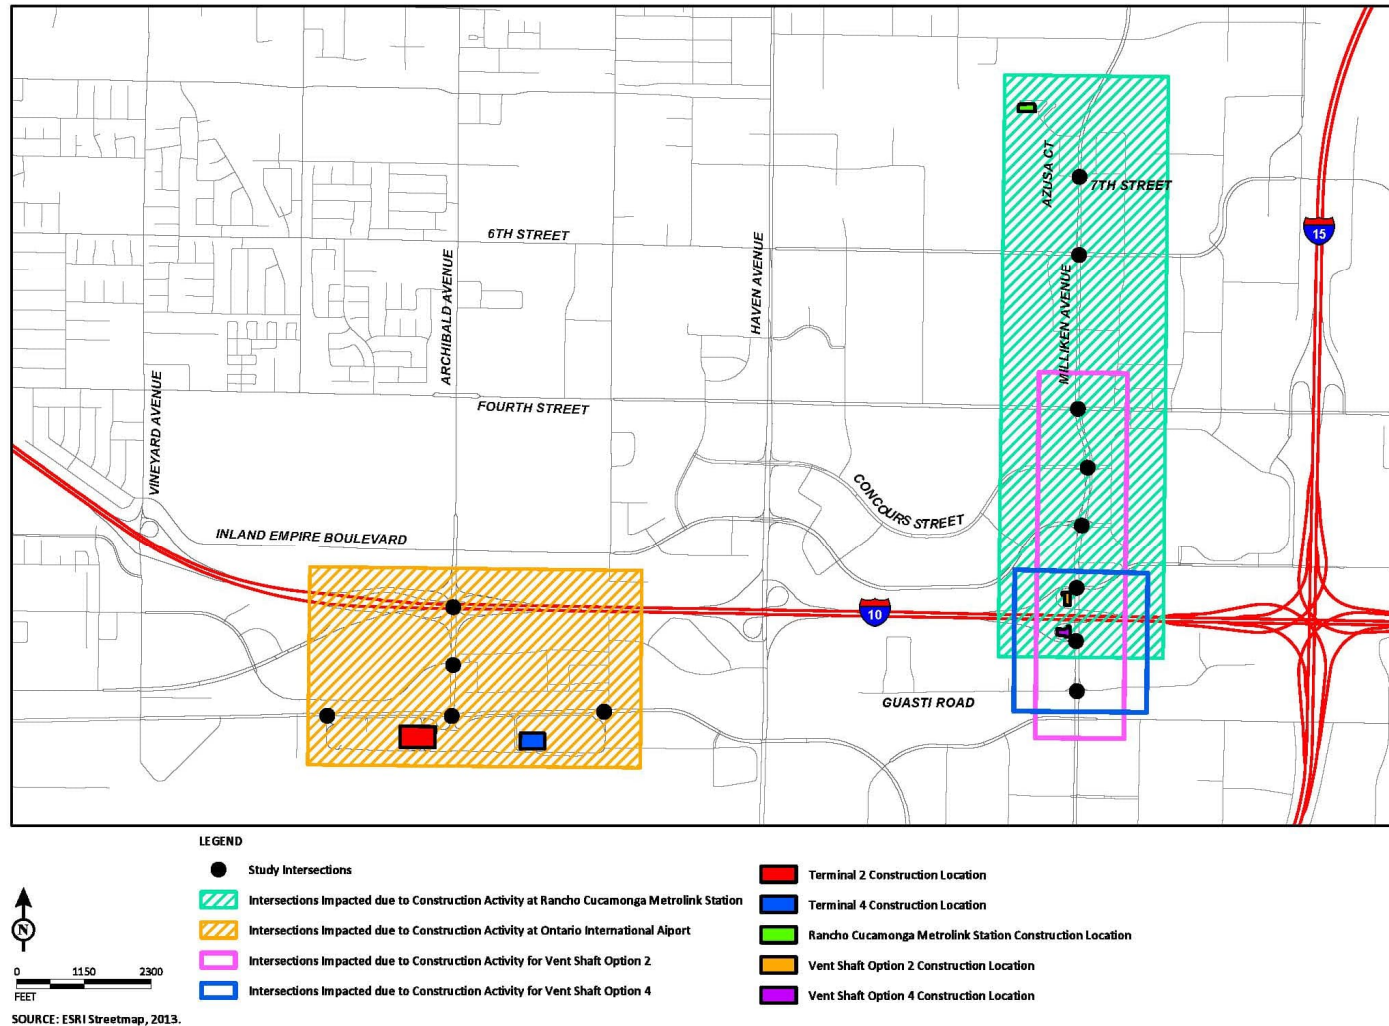 AZUSA CT
7TH STREET
15
6TH STREET
ARCHIBALD AVENUE
HAVEN AVENUE
MILLIKEN AVENUE
VINEYARD AVENUE
FOURTH STREET
CONCOURS STREET
INLAND EMPIRE BOULEVARD
10
GUASTI ROAD
LEGEND
Study Intersections
Intersections Impacted due to Construction Activity at Rancho Cucamonga Metrolink Station
Intersections Impacted due to Construction Activity at Ontario International Aiport
Intersections Impacted due to Construction Activity for Vent Shaft Option 2
Intersections Impacted due to Construction Activity for Vent Shaft Option 4
Terminal 2 Construction Location
Terminal 4 Construction Location
Rancho Cucamonga Metrolink Station Construction Location
Vent Shaft Option 2 Construction Location
Vent Shaft Option 4 Construction Location
N
0 1150 2300
FEET
SOURCE: ESRI Streetmap, 2013.